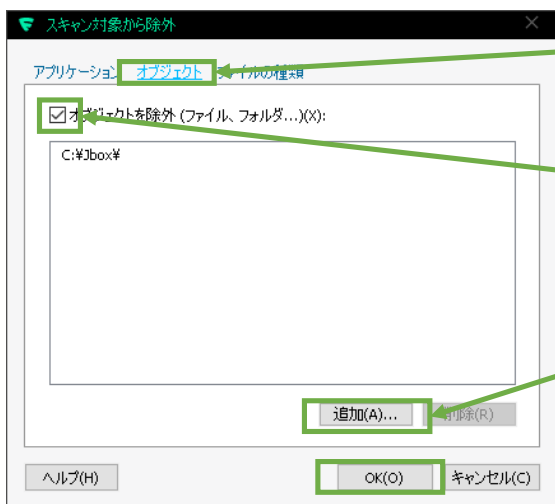 スキャン対象から除外
アプリケーション オブジェクト ファイルの種類
オブジェクトを除外 (ファイル、フォルダ...)(X):
C:¥Jbox¥
追加(A)... 削除(R)
ヘルプ(H) OK(O) キャンセル(C)